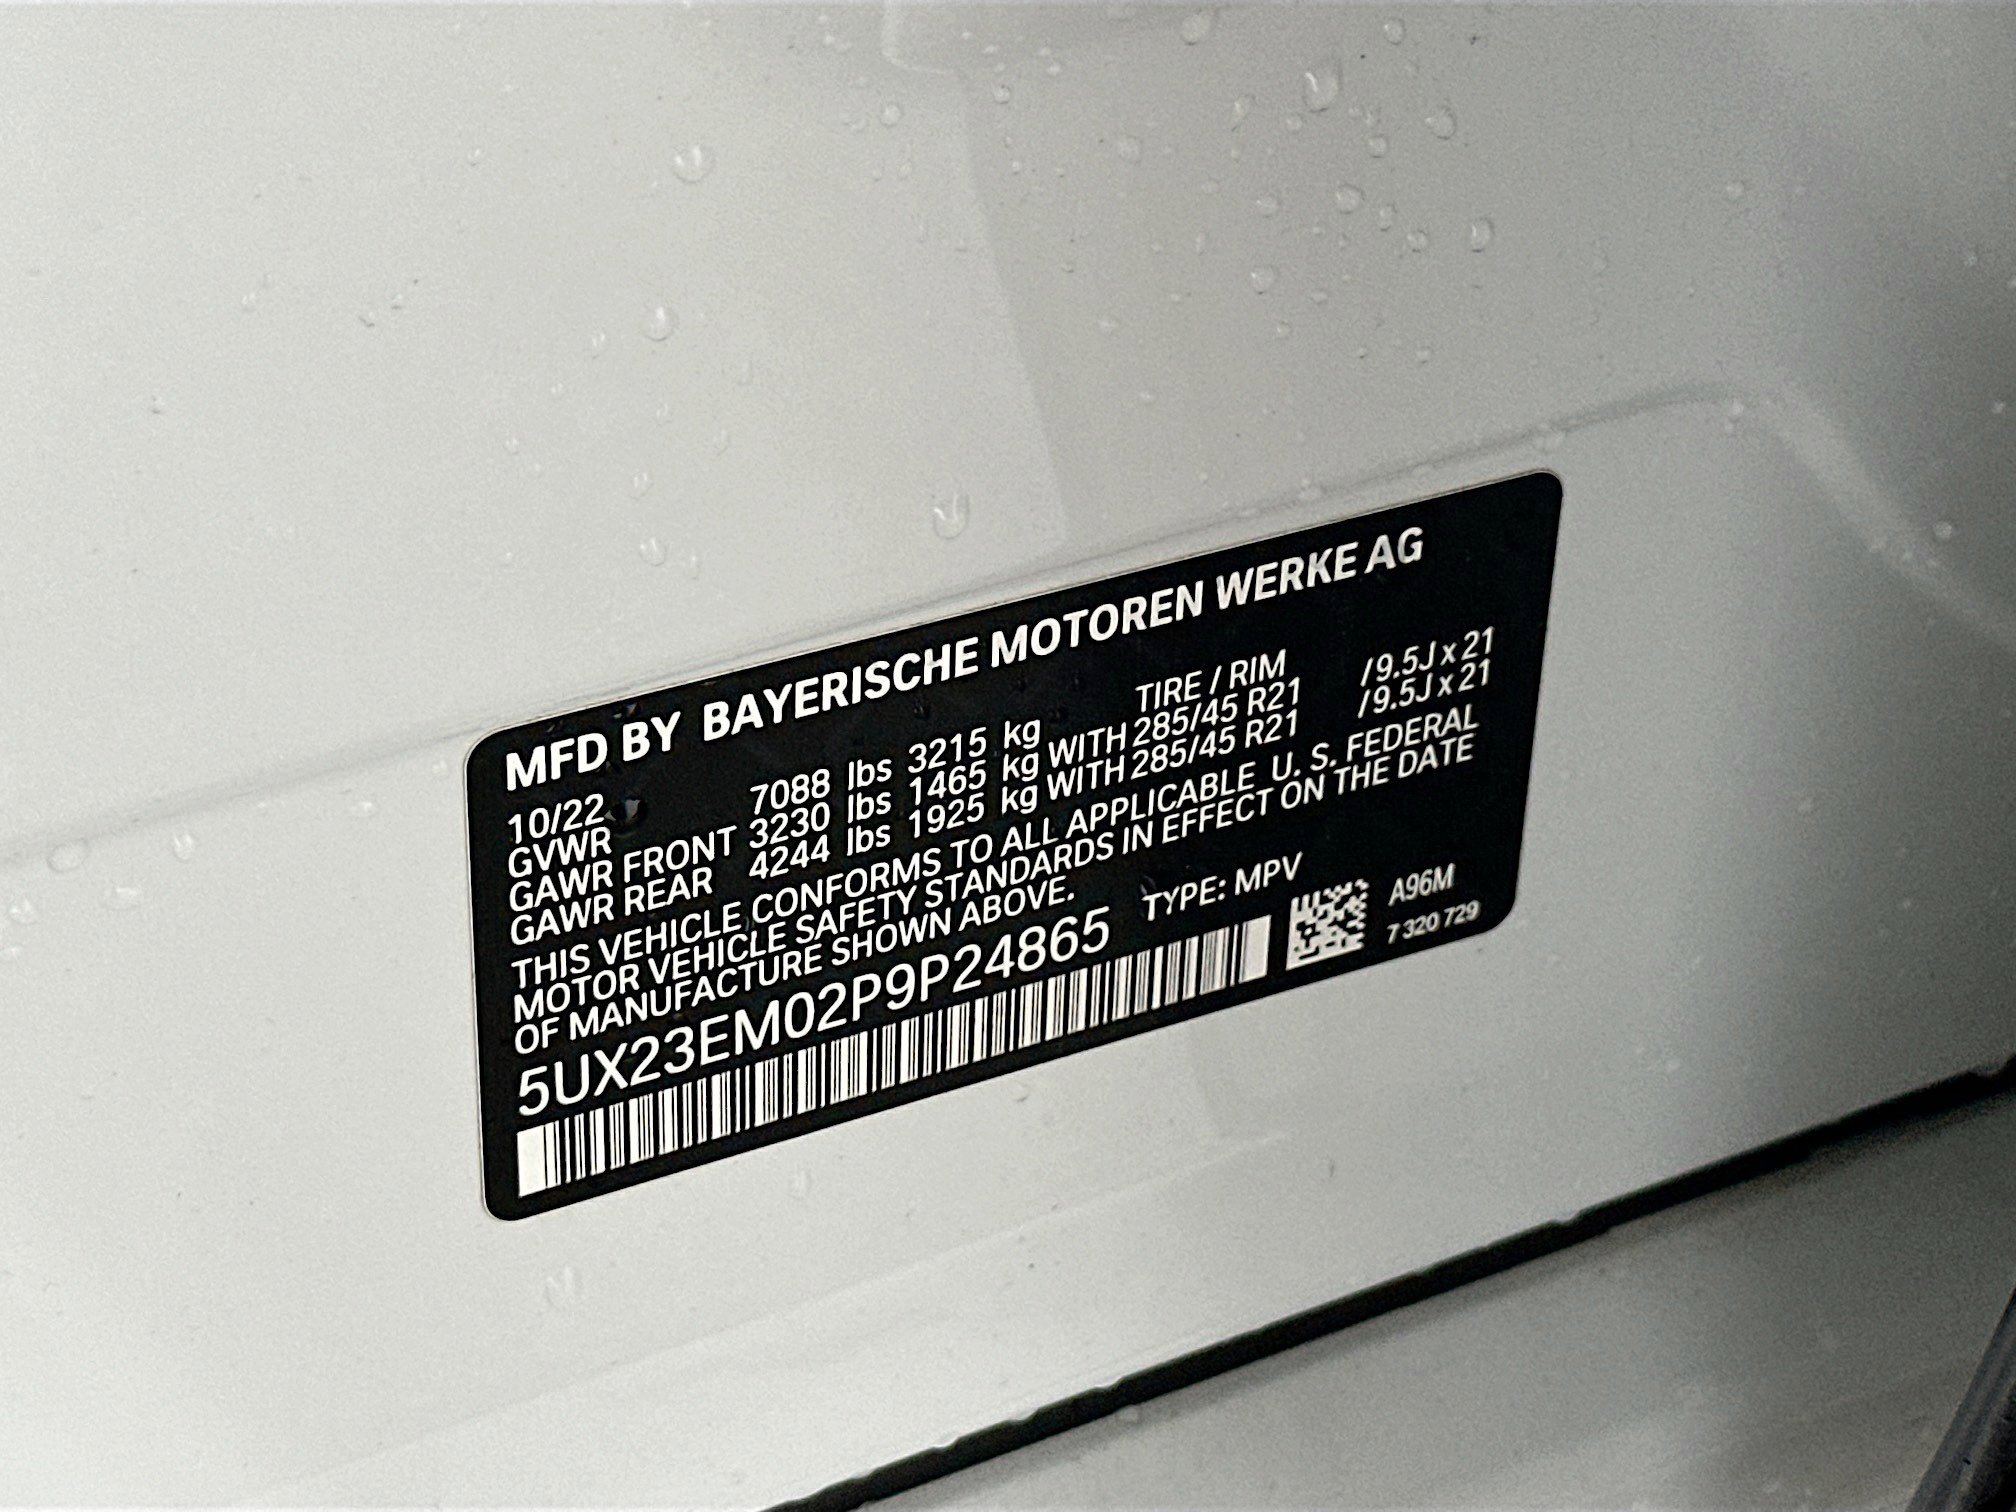 MFD BY BAYERISCHE MOTOREN WERKE AG
10/22 TIRE / RIM
GVWR 7088 lbs 3215 kg
GAWR FRONT 3230 lbs 1465 kg WITH 285/45 R21 /9.5J x 21
GAWR REAR 4244 lbs 1925 kg WITH 285/45 R21 /9.5J x 21
THIS VEHICLE CONFORMS TO ALL APPLICABLE U. S. FEDERAL
MOTOR VEHICLE SAFETY STANDARDS IN EFFECT ON THE DATE
OF MANUFACTURE SHOWN ABOVE.
5UX23EM02P9P24865 TYPE: MPV
A96M
7 320 729